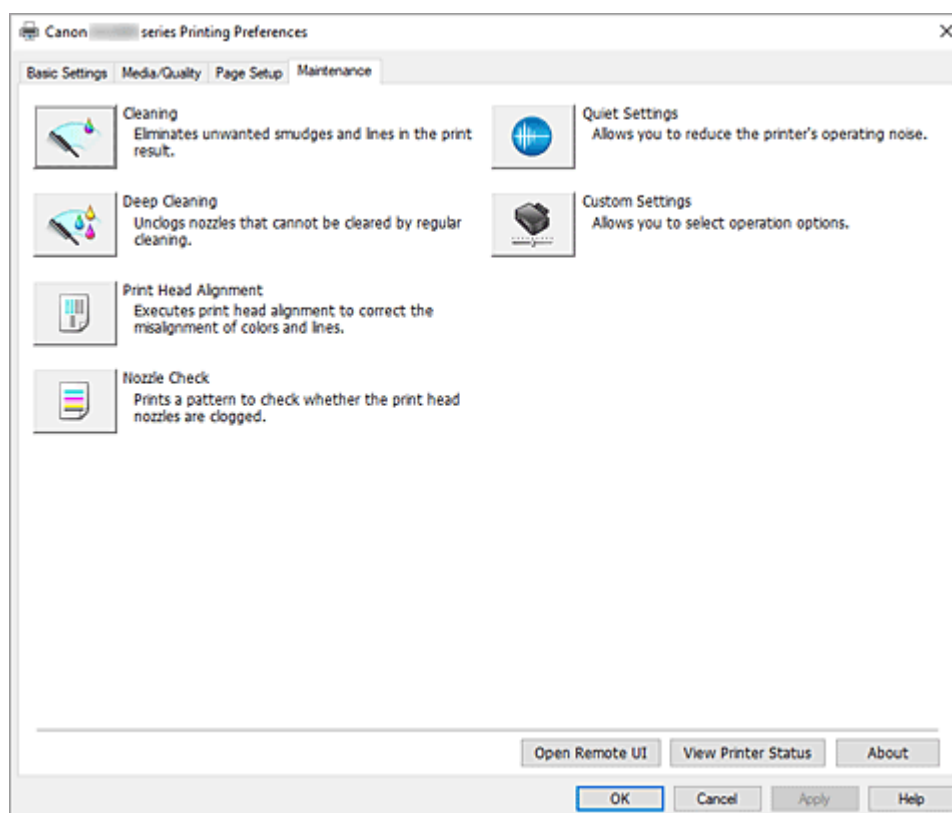 Canon series Printing Preferences
Basic Settings Media/Quality Page Setup Maintenance
Cleaning
Eliminates unwanted smudges and lines in the print
result.
Deep Cleaning
Unclogs nozzles that cannot be cleared by regular
cleaning.
Print Head Alignment
Executes print head alignment to correct the
misalignment of colors and lines.
Nozzle Check
Prints a pattern to check whether the print head
nozzles are clogged.
Quiet Settings
Allows you to reduce the printer's operating noise.
Custom Settings
Allows you to select operation options.
Open Remote UI View Printer Status About
OK Cancel Apply Help